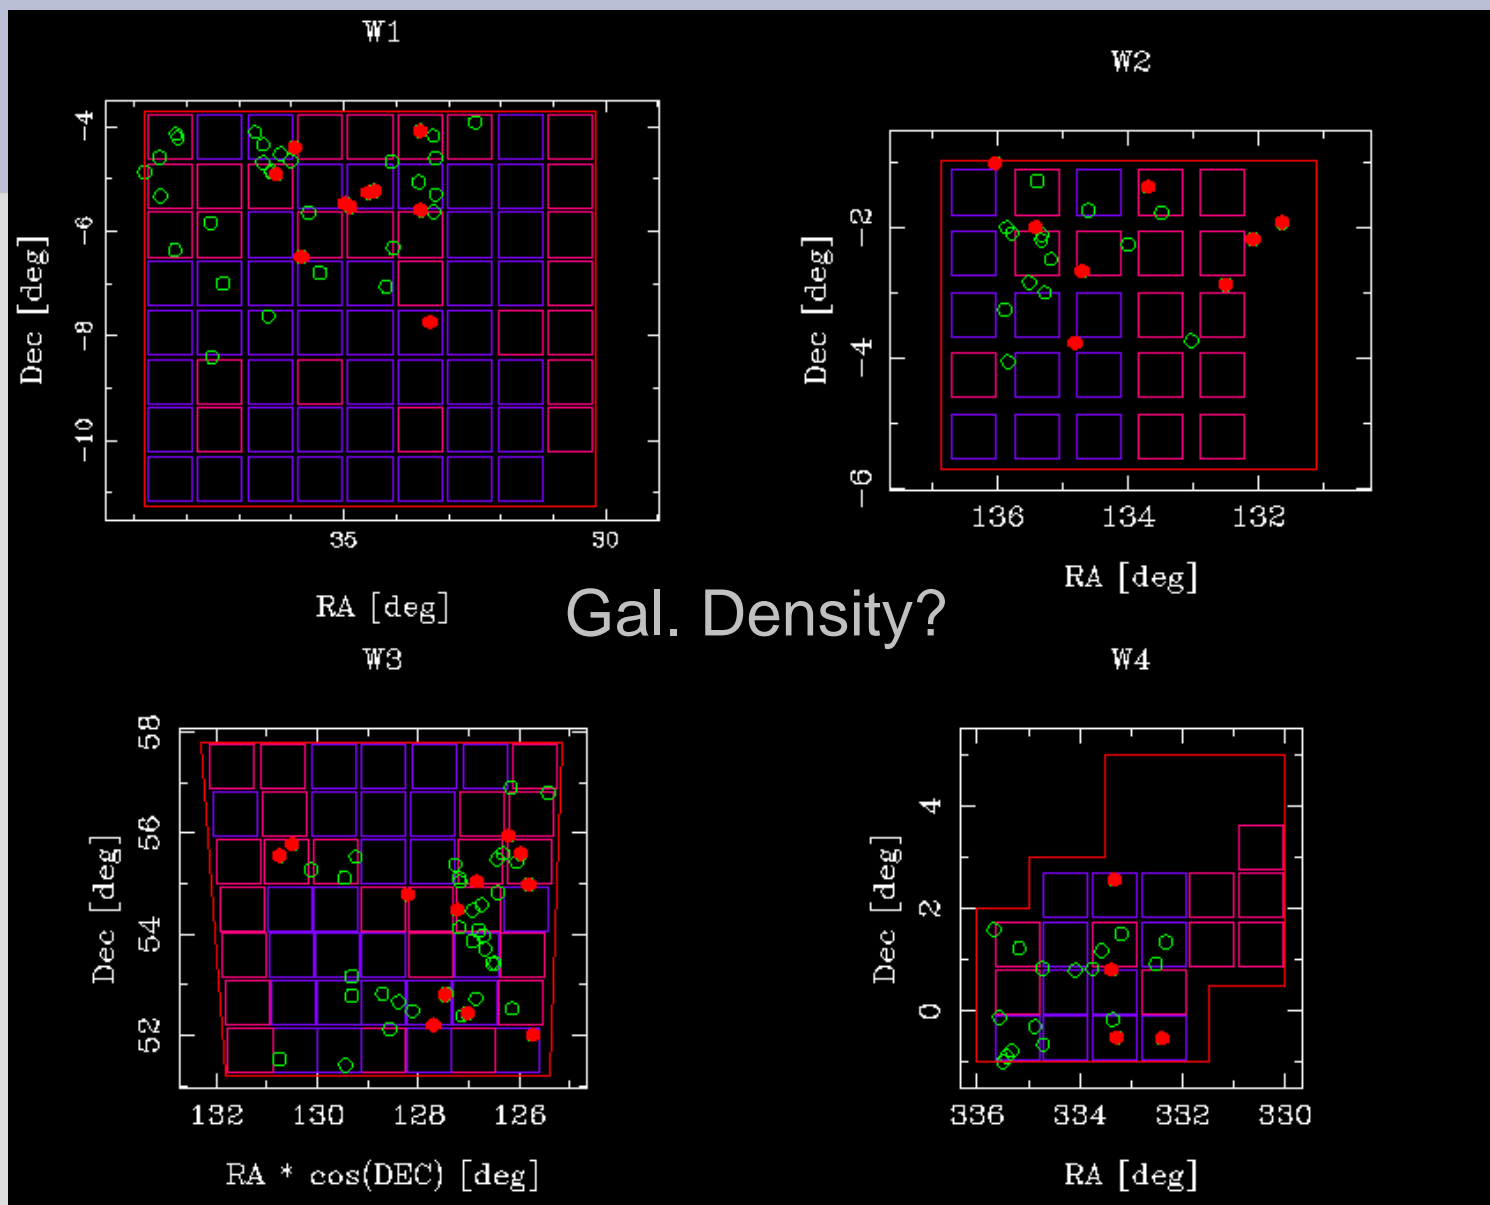 W1
W2
Dec [deg]
-4
-6
-8
-10
35
30
RA [deg]
Dec [deg]
-2
-4
-6
136 134 132
RA [deg]
Gal. Density?
W3
W4
Dec [deg]
58
56
54
52
132 130 128 126
RA * cos(DEC) [deg]
Dec [deg]
4
2
0
336 334 332 330
RA [deg]